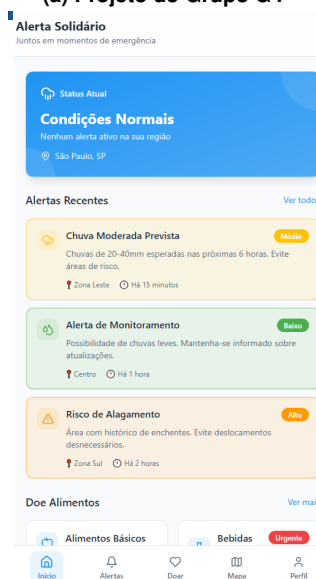 (a) Projeto do Grupo G1
Alerta Solidário
Juntos em momentos de emergência
Status Atual
Condições Normais
Nenhum alerta ativo na sua região
São Paulo, SP
Alertas Recentes Ver todo
Chuva Moderada Prevista Médio
Chuvas de 20-40mm esperadas nas próximas 6 horas. Evite
áreas de risco.
Zona Leste Há 15 minutos
Alerta de Monitoramento Baixo
Possibilidade de chuvas leves. Mantenha-se informado sobre
atualizações.
Centro Há 1 hora
Risco de Alagamento Alto
Área com histórico de enchentes. Evite deslocamentos
desnecessários.
Zona Sul Há 2 horas
Doe Alimentos Ver mai
Alimentos Básicos Bebidas Urgente
Início Alertas Doar Mapa Perfil